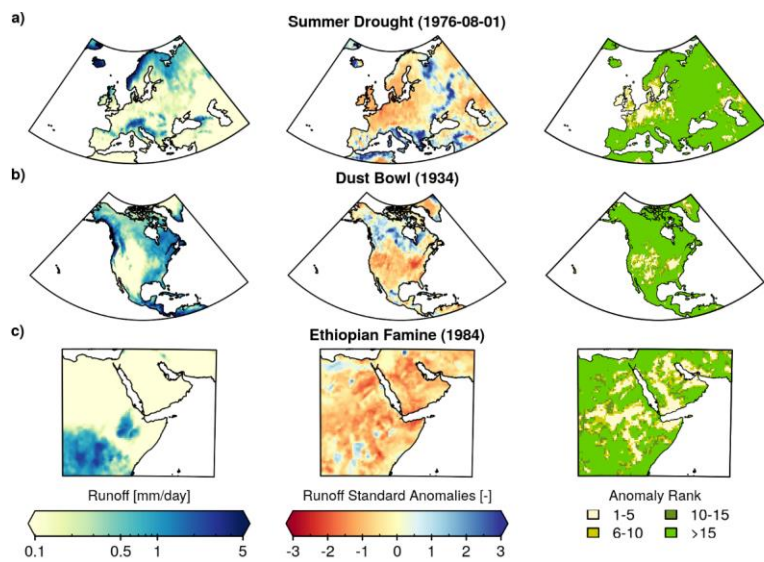 a)
Summer Drought (1976-08-01)
b)
Dust Bowl (1934)
c)
Ethiopian Famine (1984)
Runoff [mm/day]
0.1 0.5 1 5
Runoff Standard Anomalies [-]
-3 -2 -1 0 1 2 3
Anomaly Rank
1-5 10-15
6-10 >15